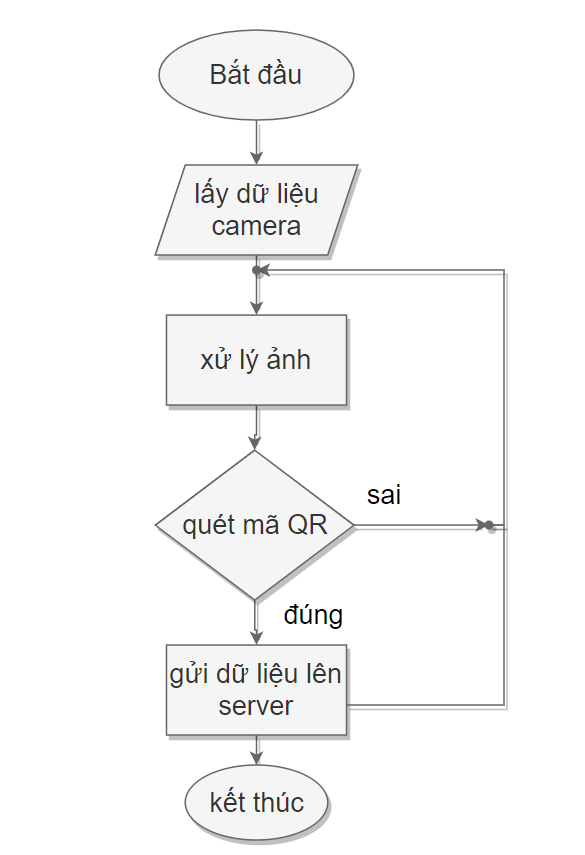 Bắt đầu
lấy dữ liệu
camera
xử lý ảnh
quét mã QR
sai
đúng
gửi dữ liệu lên
server
kết thúc